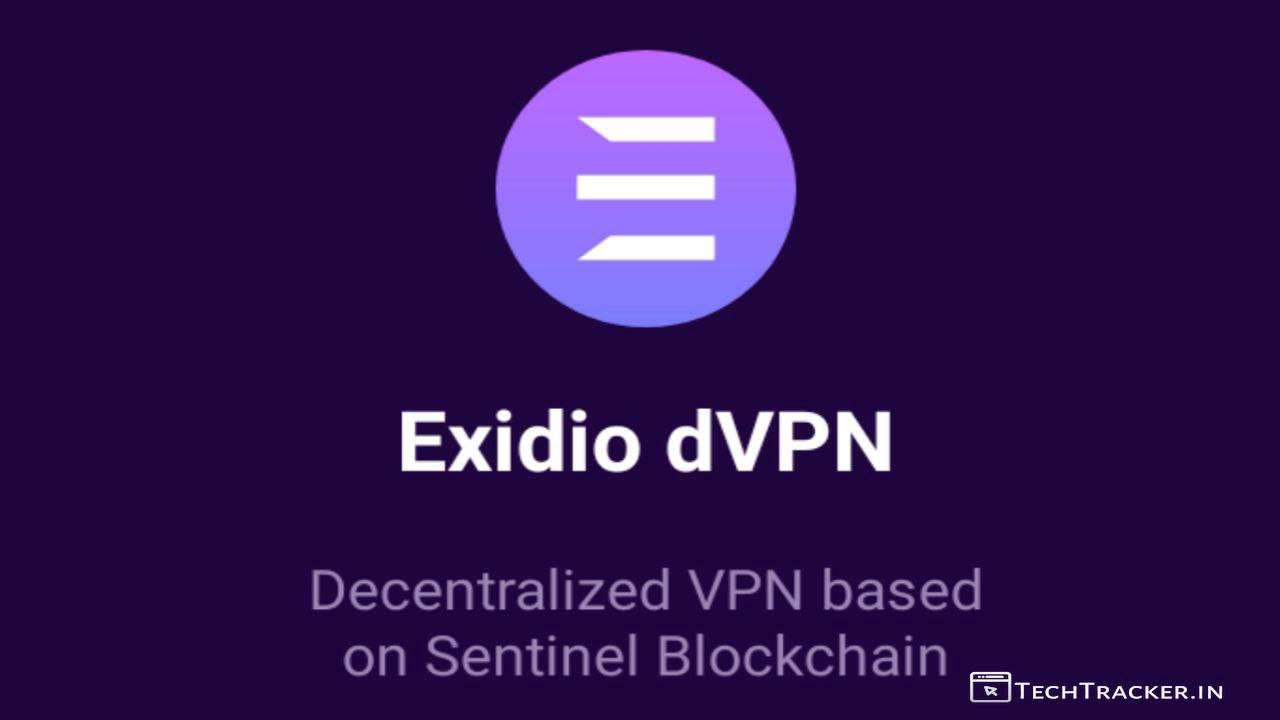 Exidio dVPN
Decentralized VPN based
on Sentinel Blockchain
TECHTRACKER.IN